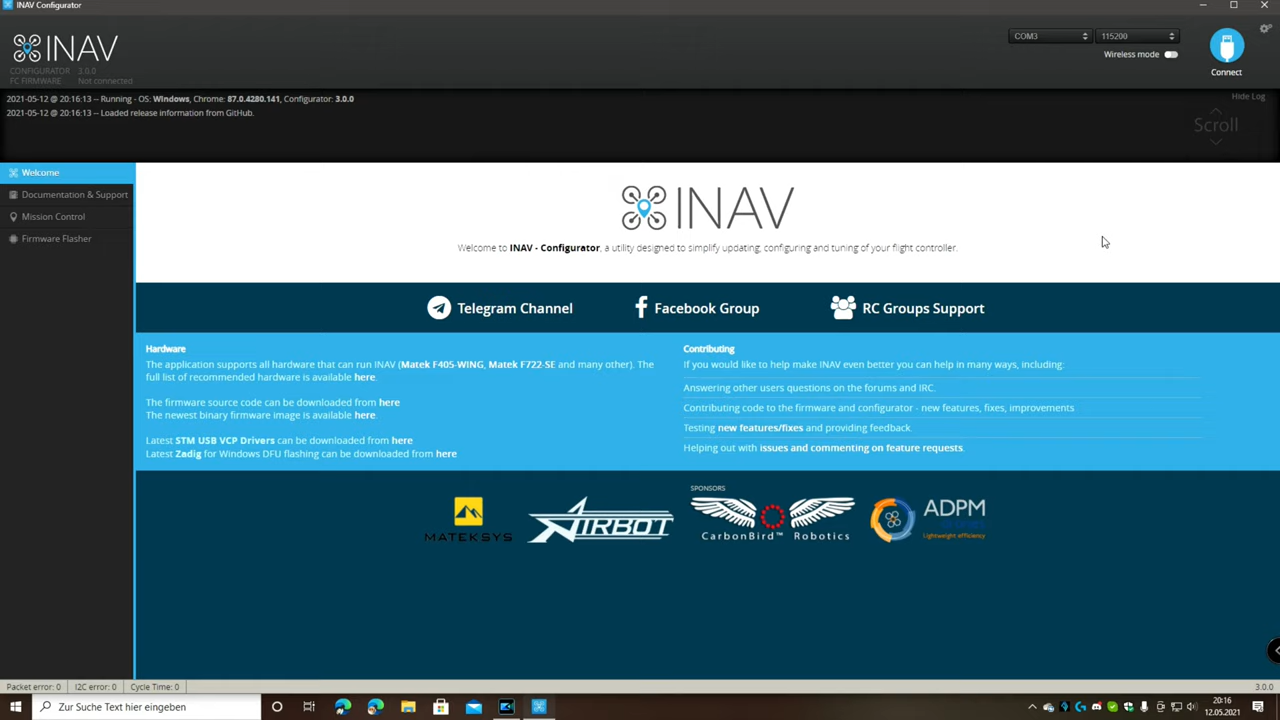 INAV Configurator
INAV
CONFIGURATOR 3.0.0
FC FIRMWARE Not connected
COM3 115200
Wireless mode
Connect
2021-05-12 @ 20:16:13 -- Running - OS: Windows, Chrome: 87.0.4280.141, Configurator: 3.0.0
2021-05-12 @ 20:16:13 -- Loaded release information from GitHub.
Hide Log
Scroll
Welcome
Documentation & Support
Mission Control
Firmware Flasher
INAV
Welcome to INAV - Configurator, a utility designed to simplify updating, configuring and tuning of your flight controller.
Telegram Channel Facebook Group RC Groups Support
Hardware
The application supports all hardware that can run INAV (Matek F405-WING, Matek F722-SE and many other). The
full list of recommended hardware is available here.
The firmware source code can be downloaded from here
The newest binary firmware image is available here.
Latest STM USB VCP Drivers can be downloaded from here
Latest Zadig for Windows DFU flashing can be downloaded from here
Contributing
If you would like to help make INAV even better you can help in many ways, including:
Answering other users questions on the forums and IRC.
Contributing code to the firmware and configurator - new features, fixes, improvements
Testing new features/fixes and providing feedback.
Helping out with issues and commenting on feature requests.
SPONSORS
MATEKSYS
AIRBOT
CarbonBird™ Robotics
ADPM
Lightweight efficiency
Packet error: 0 I2C error: 0 Cycle Time: 0 3.0.0
Zur Suche Text hier eingeben
20:16
12.05.2021